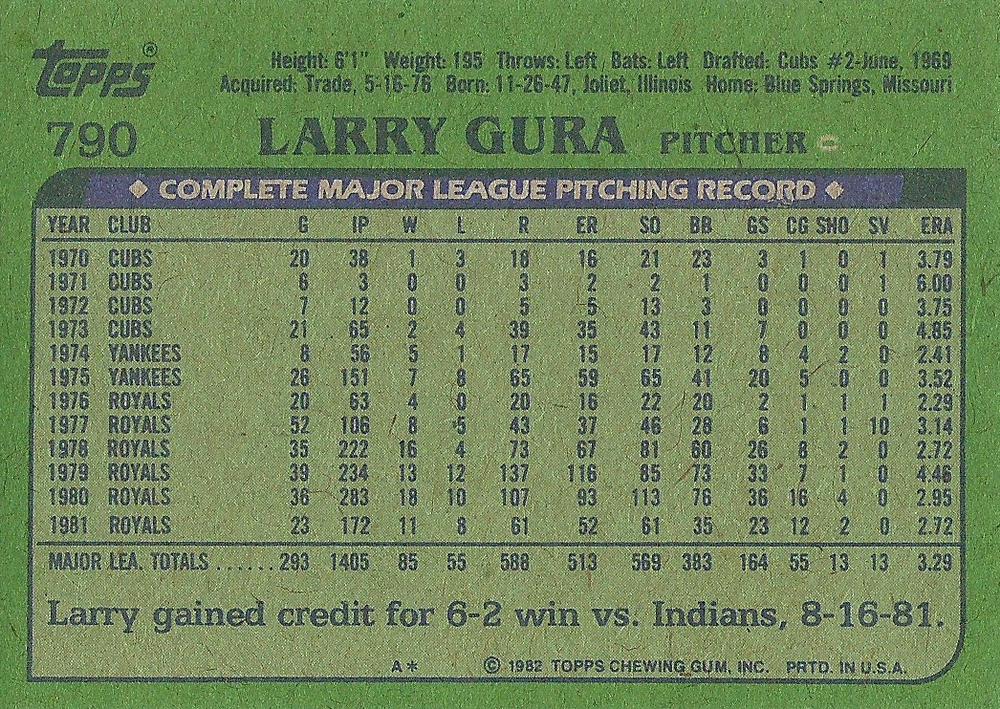 Topps®
Height: 6'1" Weight: 195 Throws: Left Bats: Left Drafted: Cubs #2-June, 1969
Acquired: Trade, 5-16-76 Born: 11-26-47, Joliet, Illinois Home: Blue Springs, Missouri
790 LARRY GURA PITCHER
◆ COMPLETE MAJOR LEAGUE PITCHING RECORD ◆
YEAR CLUB G IP W L R ER SO BB GS CG SHO SV ERA
1970 CUBS 20 38 1 3 18 16 21 23 3 1 0 1 3.79
1971 CUBS 6 3 0 0 3 2 2 1 0 0 0 1 6.00
1972 CUBS 7 12 0 0 5 5 13 3 0 0 0 0 3.75
1973 CUBS 21 65 2 4 39 35 43 11 7 0 0 0 4.85
1974 YANKEES 8 56 5 1 17 15 17 12 8 4 2 0 2.41
1975 YANKEES 26 151 7 8 65 59 65 41 20 5 0 0 3.52
1976 ROYALS 20 63 4 0 20 16 22 20 2 1 1 1 2.29
1977 ROYALS 52 106 8 5 43 37 46 28 6 1 1 10 3.14
1978 ROYALS 35 222 16 4 73 67 81 60 26 8 2 0 2.72
1979 ROYALS 39 234 13 12 137 116 85 73 33 7 1 0 4.46
1980 ROYALS 36 283 18 10 107 93 113 76 36 16 4 0 2.95
1981 ROYALS 23 172 11 8 61 52 61 35 23 12 2 0 2.72
MAJOR LEA. TOTALS ...... 293 1405 85 55 588 513 569 383 164 55 13 13 3.29
Larry gained credit for 6-2 win vs. Indians, 8-16-81.
A* © 1982 TOPPS CHEWING GUM, INC. PRTD. IN U.S.A.